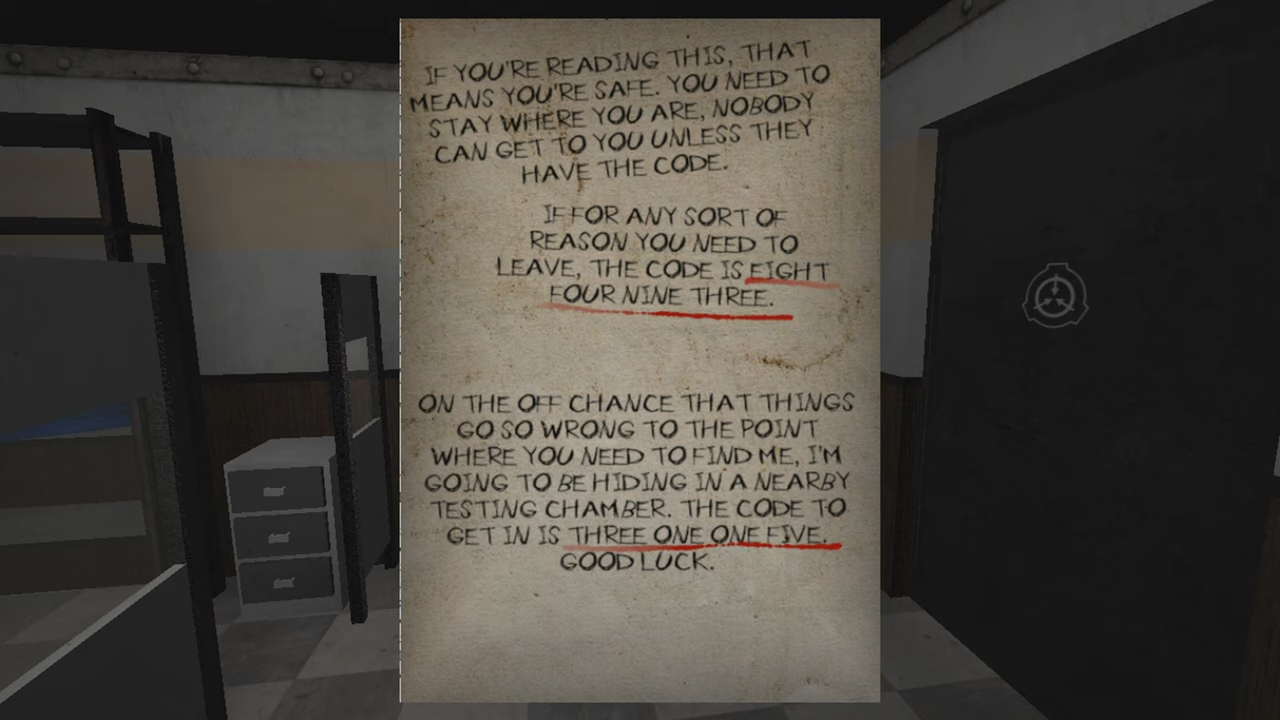 IF YOU'RE READING THIS, THAT
MEANS YOU'RE SAFE. YOU NEED TO
STAY WHERE YOU ARE, NOBODY
CAN GET TO YOU UNLESS THEY
HAVE THE CODE.
IF FOR ANY SORT OF
REASON YOU NEED TO
LEAVE, THE CODE IS EIGHT
FOUR NINE THREE.
ON THE OFF CHANCE THAT THINGS
GO SO WRONG TO THE POINT
WHERE YOU NEED TO FIND ME, I'M
GOING TO BE HIDING IN A NEARBY
TESTING CHAMBER. THE CODE TO
GET IN IS THREE ONE ONE FIVE.
GOOD LUCK.